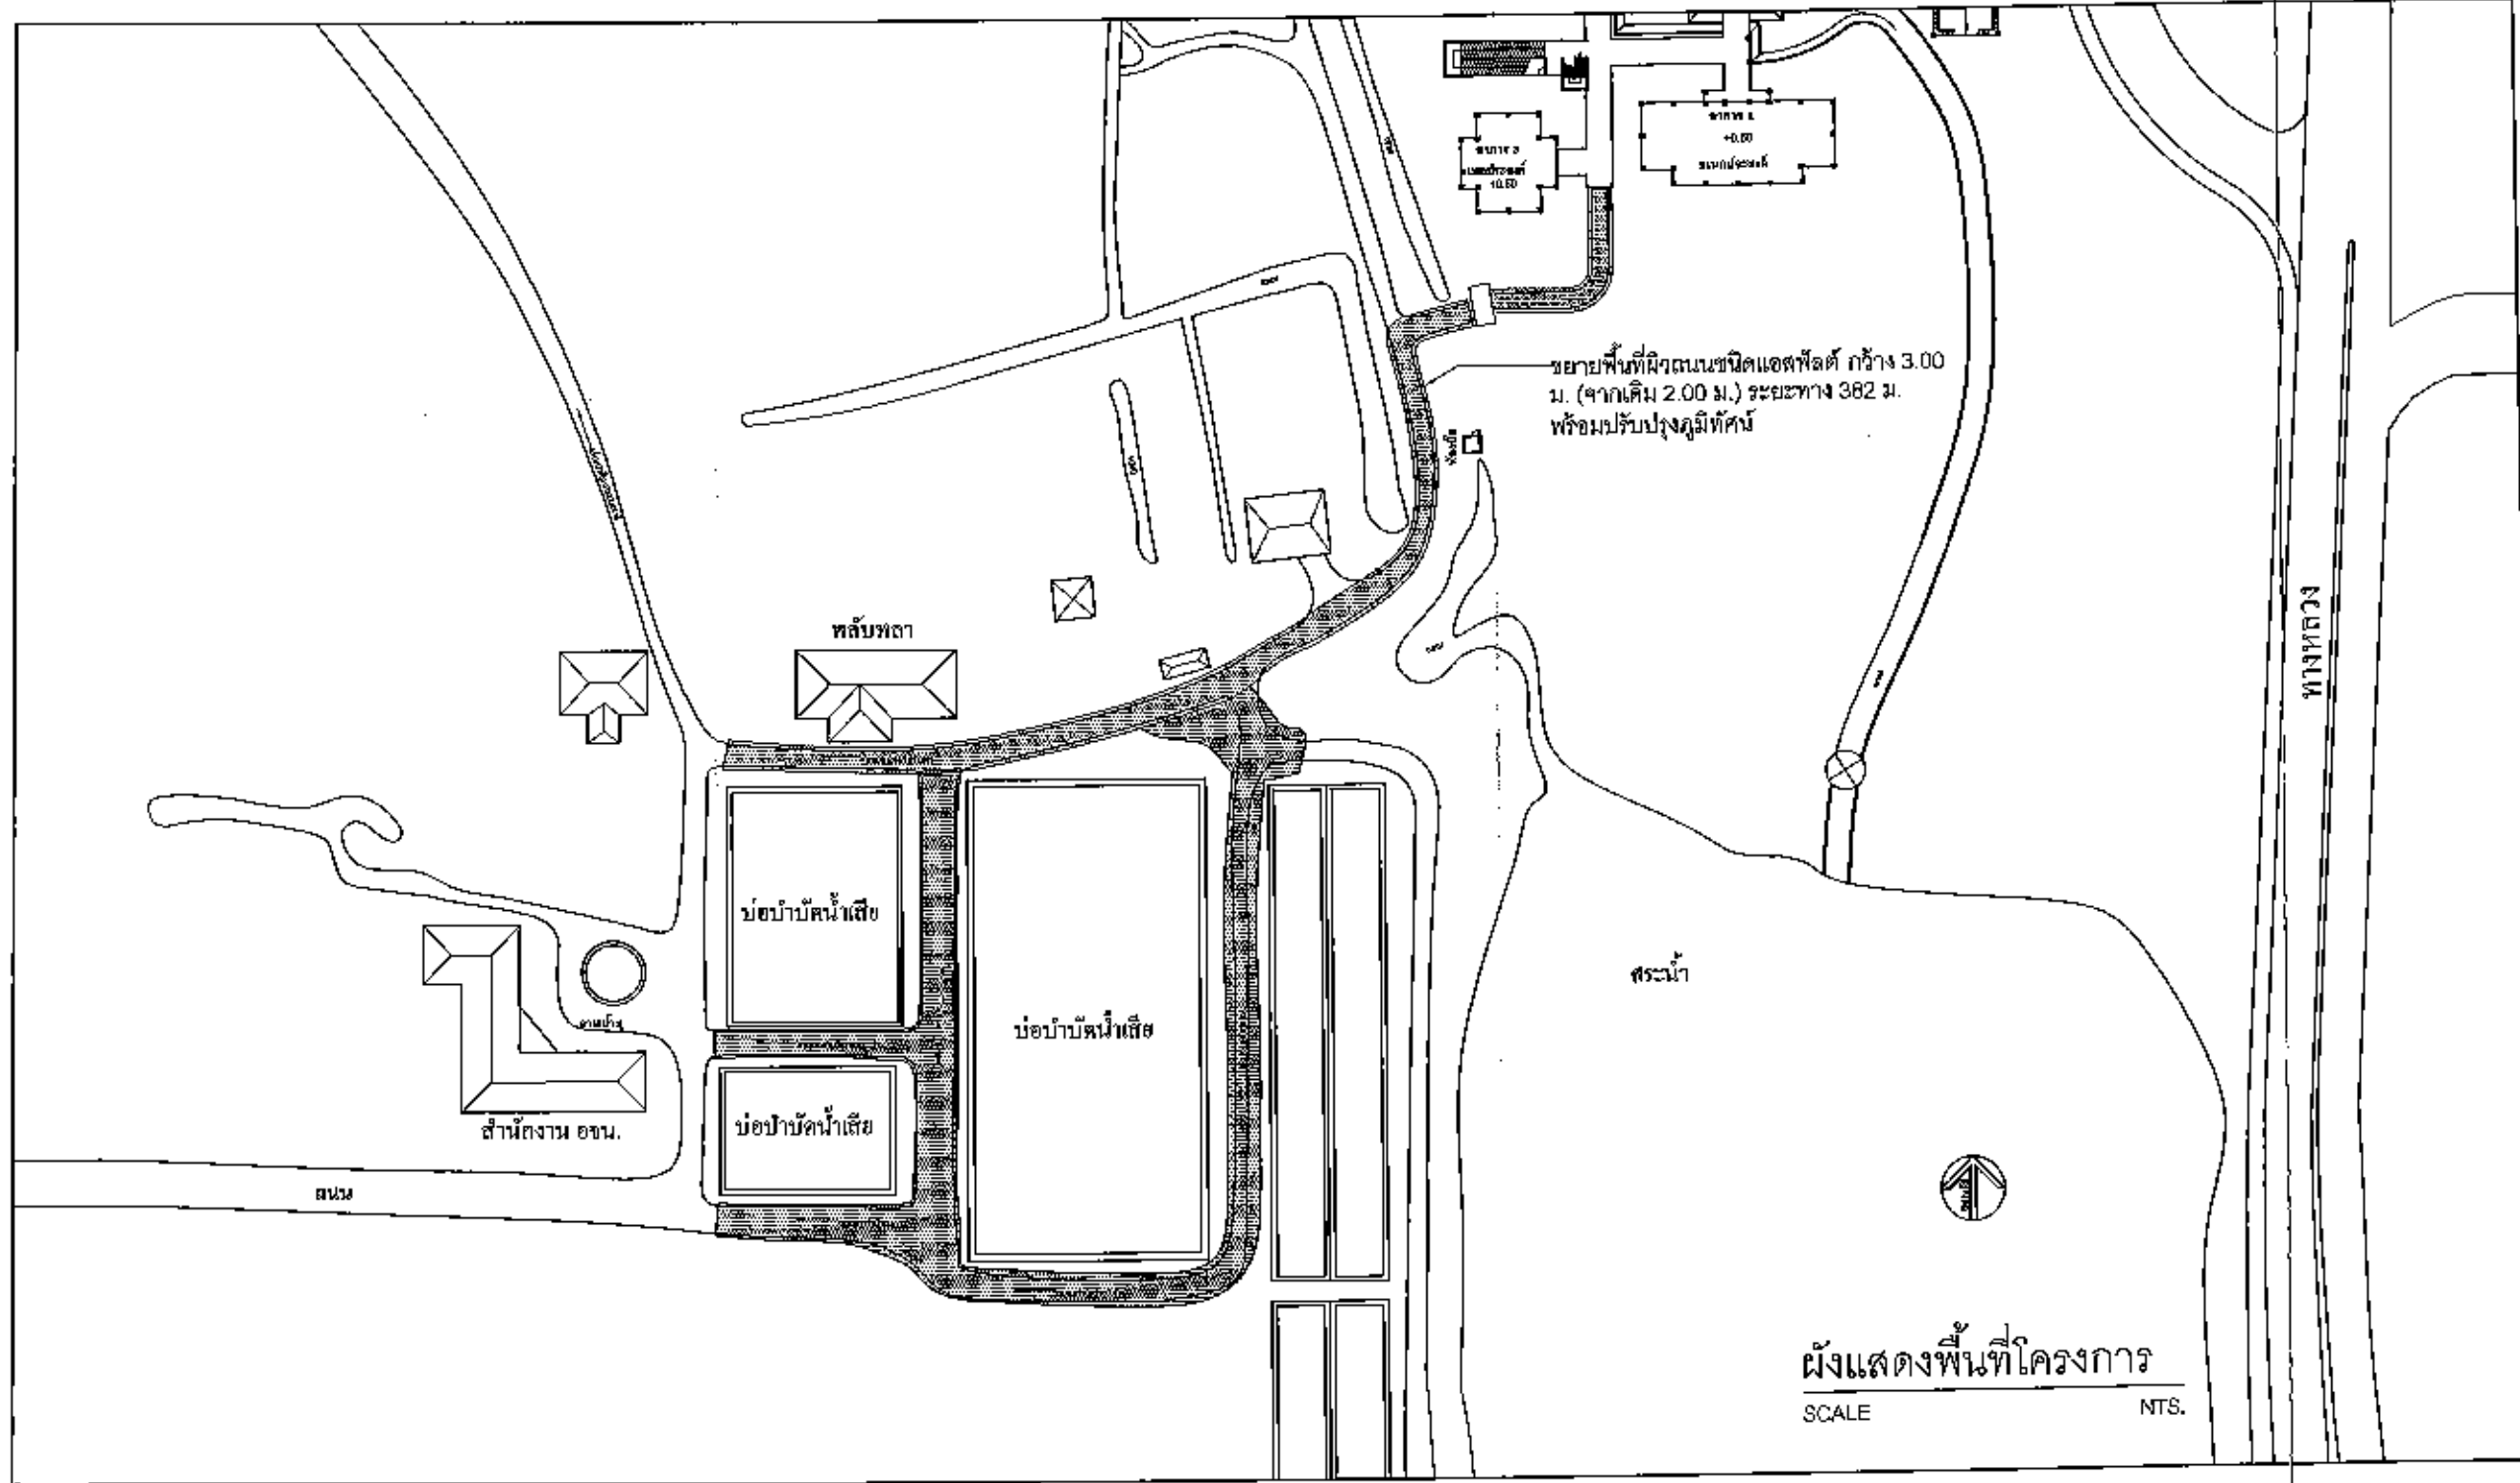 +0.60
ขยายพื้นที่ผิวถนนชนิดแอสฟัลต์ กว้าง 3.00
ม. (จากเดิม 2.00 ม.) ระยะทาง 382 ม.
พร้อมปรับปรุงภูมิทัศน์
พลับพลา
ทางหลวง
บ่อบำบัดน้ำเสีย
บ่อบำบัดน้ำเสีย
สระน้ำ
บ่อบำบัดน้ำเสีย
สำนักงาน อจน.
ถนน
ผังแสดงพื้นที่โครงการ
SCALE NTS.